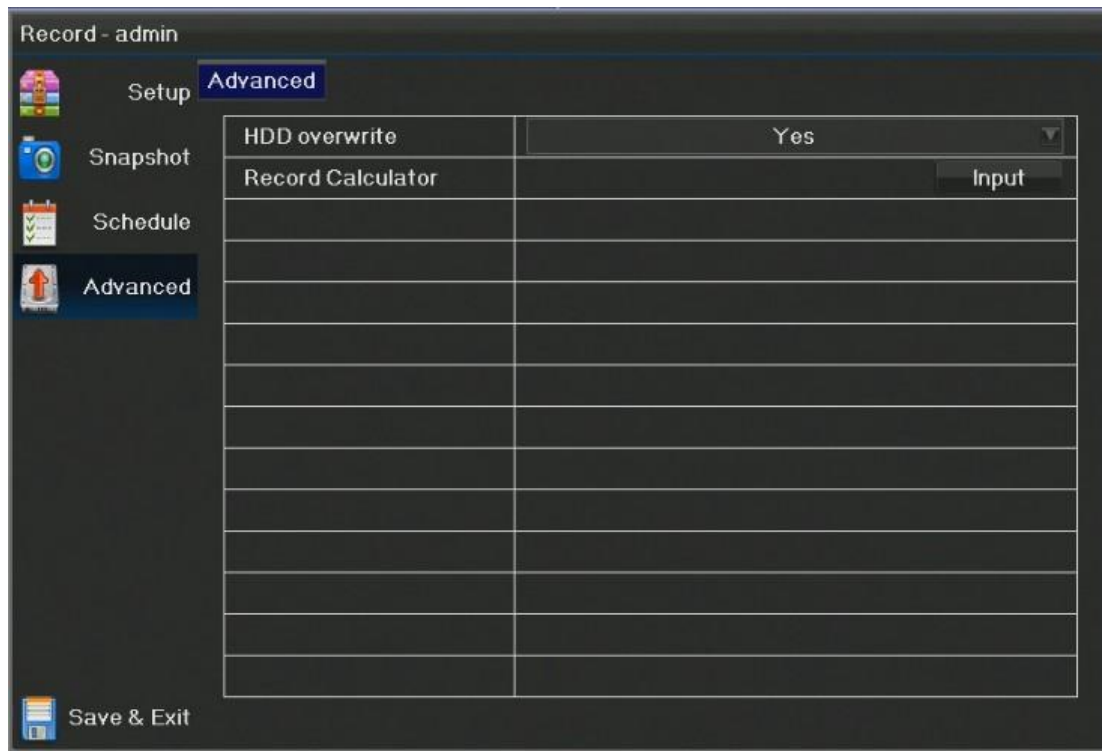 Record - admin
Setup
Advanced
HDD overwrite Yes
Snapshot
Record Calculator Input
Schedule
Advanced
Save & Exit